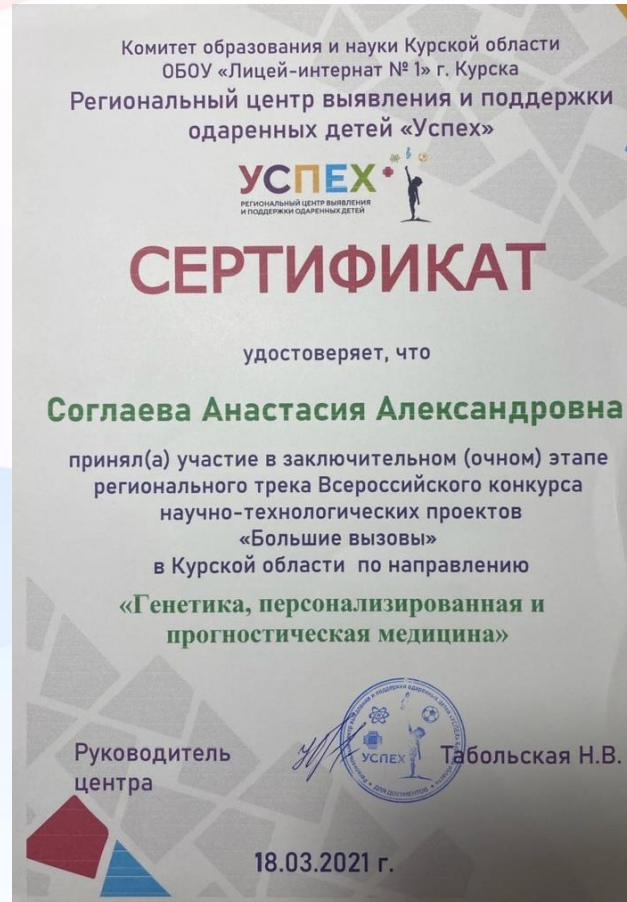 Комитет образования и науки Курской области
ОБОУ «Лицей-интернат № 1» г. Курска
Региональный центр выявления и поддержки
одаренных детей «Успех»
УСПЕХ
РЕГИОНАЛЬНЫЙ ЦЕНТР ВЫЯВЛЕНИЯ
И ПОДДЕРЖКИ ОДАРЕННЫХ ДЕТЕЙ
СЕРТИФИКАТ
удостоверяет, что
Соглаева Анастасия Александровна
принял(а) участие в заключительном (очном) этапе
регионального трека Всероссийского конкурса
научно-технологических проектов
«Большие вызовы»
в Курской области по направлению
«Генетика, персонализированная и
прогностическая медицина»
Руководитель
центра
УСПЕХ
ДЛЯ ДОКУМЕНТОВ
Табольская Н.В.
18.03.2021 г.